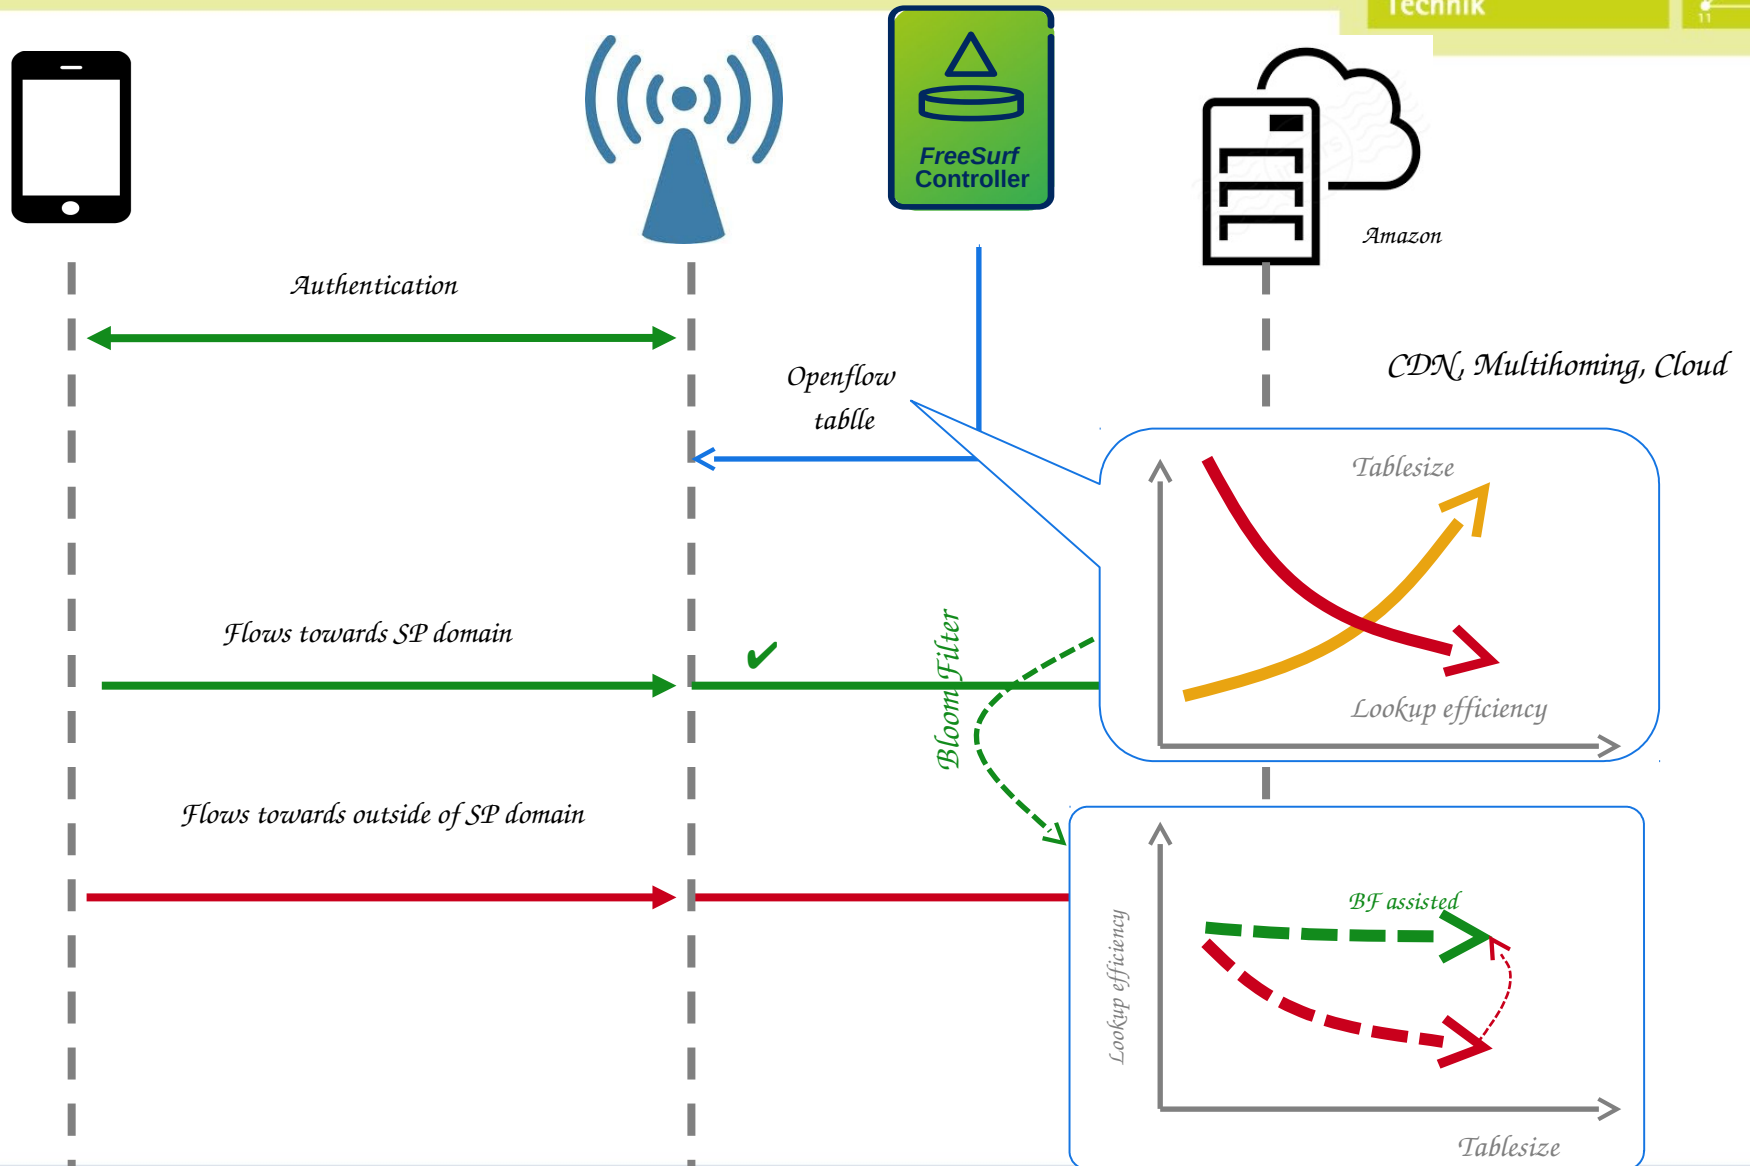 Technik
11
FreeSurf
Controller
Amazon
Authentication
CDN, Multihoming, Cloud
Openflow
tablle
Tablesize
Flows towards SP domain
✔
Bloom Filter
Lookup efficiency
Flows towards outside of SP domain
BF assisted
Lookup efficiency
Tablesize